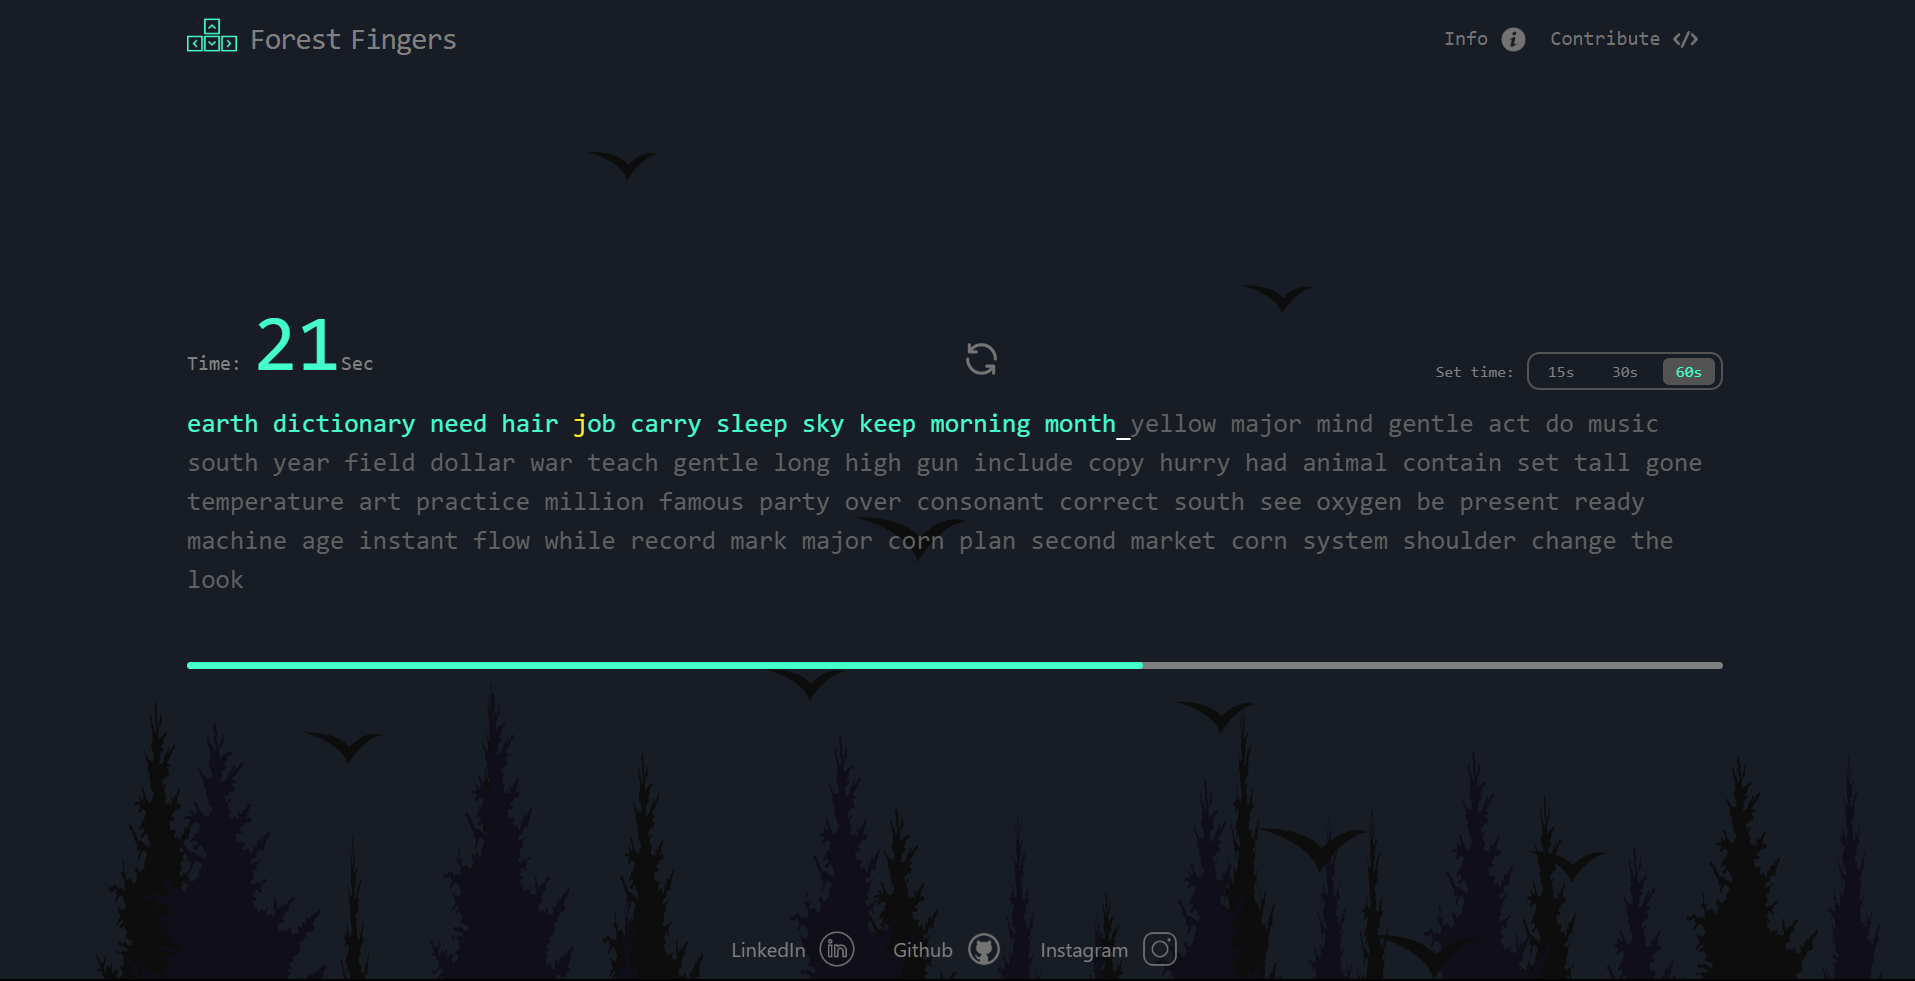 Forest Fingers
Info Contribute
Time: 21 Sec
Set time: 15s 30s 60s
earth dictionary need hair job carry sleep sky keep morning month_yellow major mind gentle act do music
south year field dollar war teach gentle long high gun include copy hurry had animal contain set tall gone
temperature art practice million famous party over consonant correct south see oxygen be present ready
machine age instant flow while record mark major corn plan second market corn system shoulder change the
look
LinkedIn Github Instagram